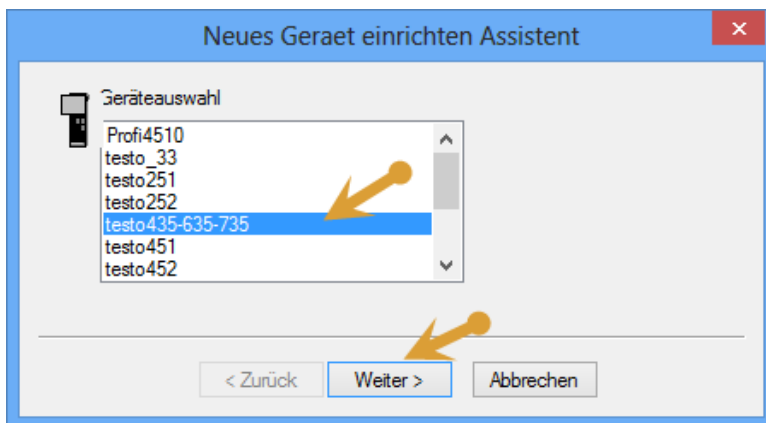 Neues Geraet einrichten Assistent
Geräteauswahl
Profi4510
testo_33
testo251
testo252
testo435-635-735
testo451
testo452
< Zurück Weiter > Abbrechen